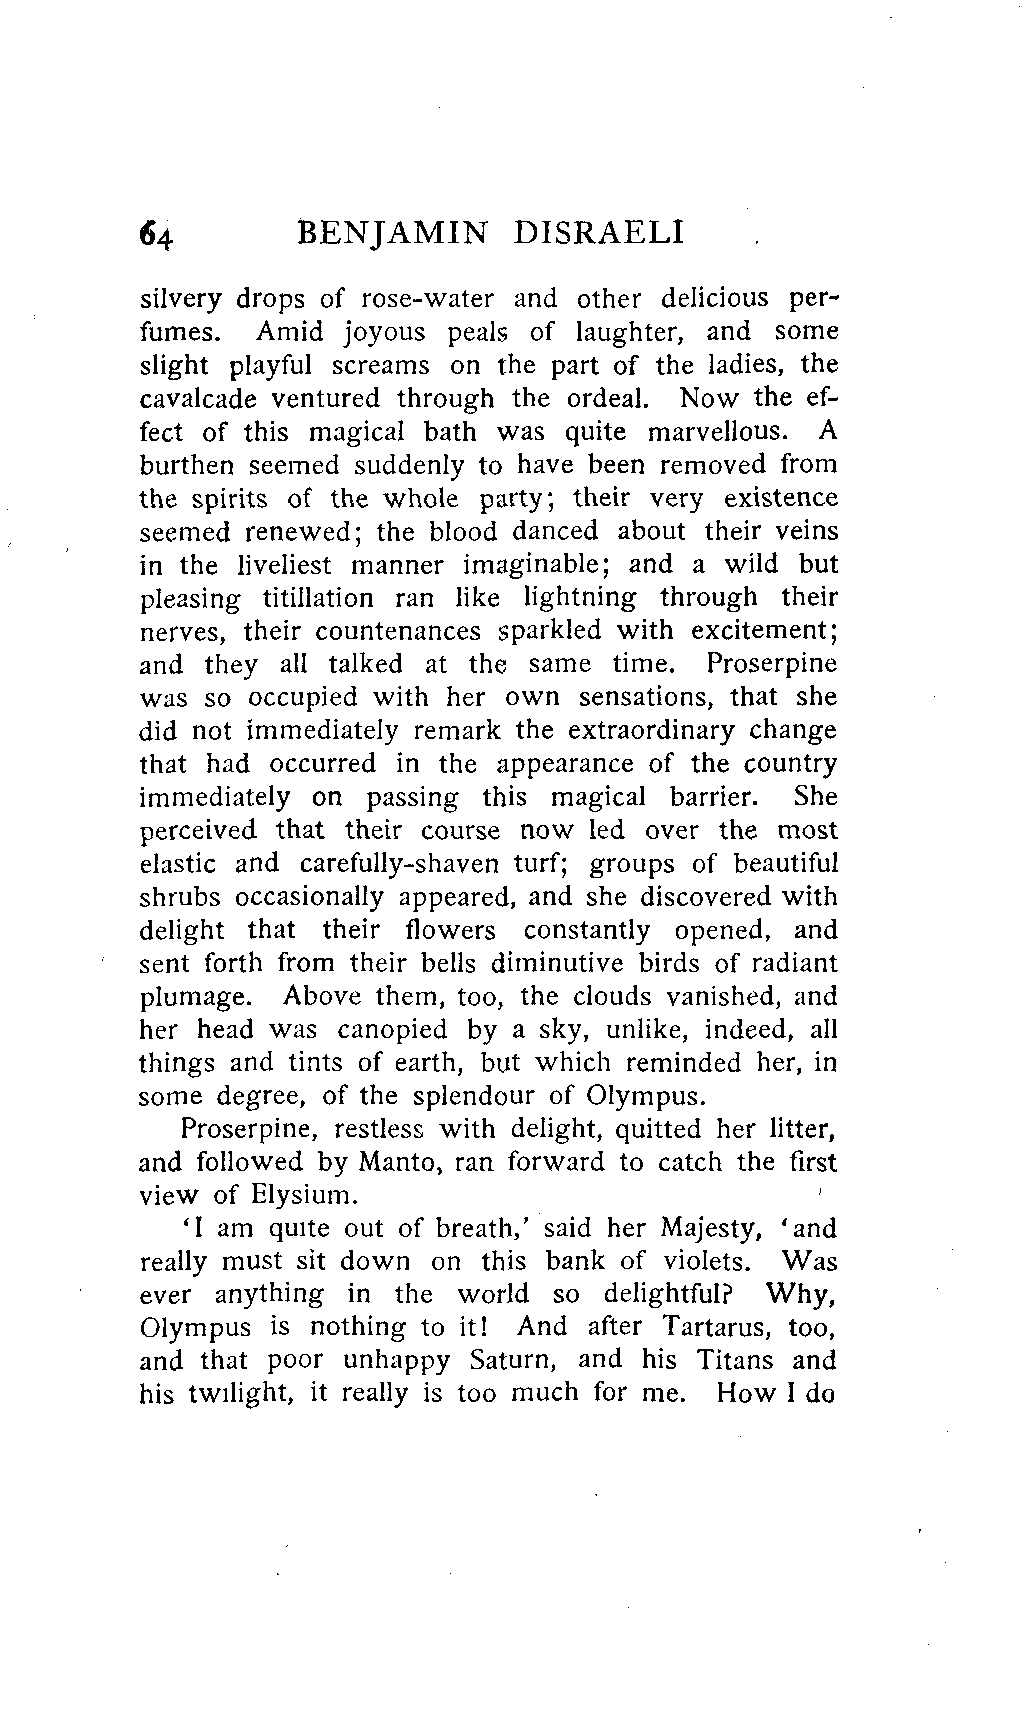 64 BENJAMIN DISRAELI
silvery drops of rose-water and other delicious per-
fumes. Amid joyous peals of laughter, and some
slight playful screams on the part of the ladies, the
cavalcade ventured through the ordeal. Now the ef-
fect of this magical bath was quite marvellous. A
burthen seemed suddenly to have been removed from
the spirits of the whole party; their very existence
seemed renewed; the blood danced about their veins
in the liveliest manner imaginable; and a wild but
pleasing titillation ran like lightning through their
nerves, their countenances sparkled with excitement;
and they all talked at the same time. Proserpine
was so occupied with her own sensations, that she
did not immediately remark the extraordinary change
that had occurred in the appearance of the country
immediately on passing this magical barrier. She
perceived that their course now led over the most
elastic and carefully-shaven turf; groups of beautiful
shrubs occasionally appeared, and she discovered with
delight that their flowers constantly opened, and
sent forth from their bells diminutive birds of radiant
plumage. Above them, too, the clouds vanished, and
her head was canopied by a sky, unlike, indeed, all
things and tints of earth, but which reminded her, in
some degree, of the splendour of Olympus.
Proserpine, restless with delight, quitted her litter,
and followed by Manto, ran forward to catch the first
view of Elysium.
'I am quite out of breath,' said her Majesty, 'and
really must sit down on this bank of violets. Was
ever anything in the world so delightful? Why,
Olympus is nothing to it! And after Tartarus, too,
and that poor unhappy Saturn, and his Titans and
his twilight, it really is too much for me. How I do